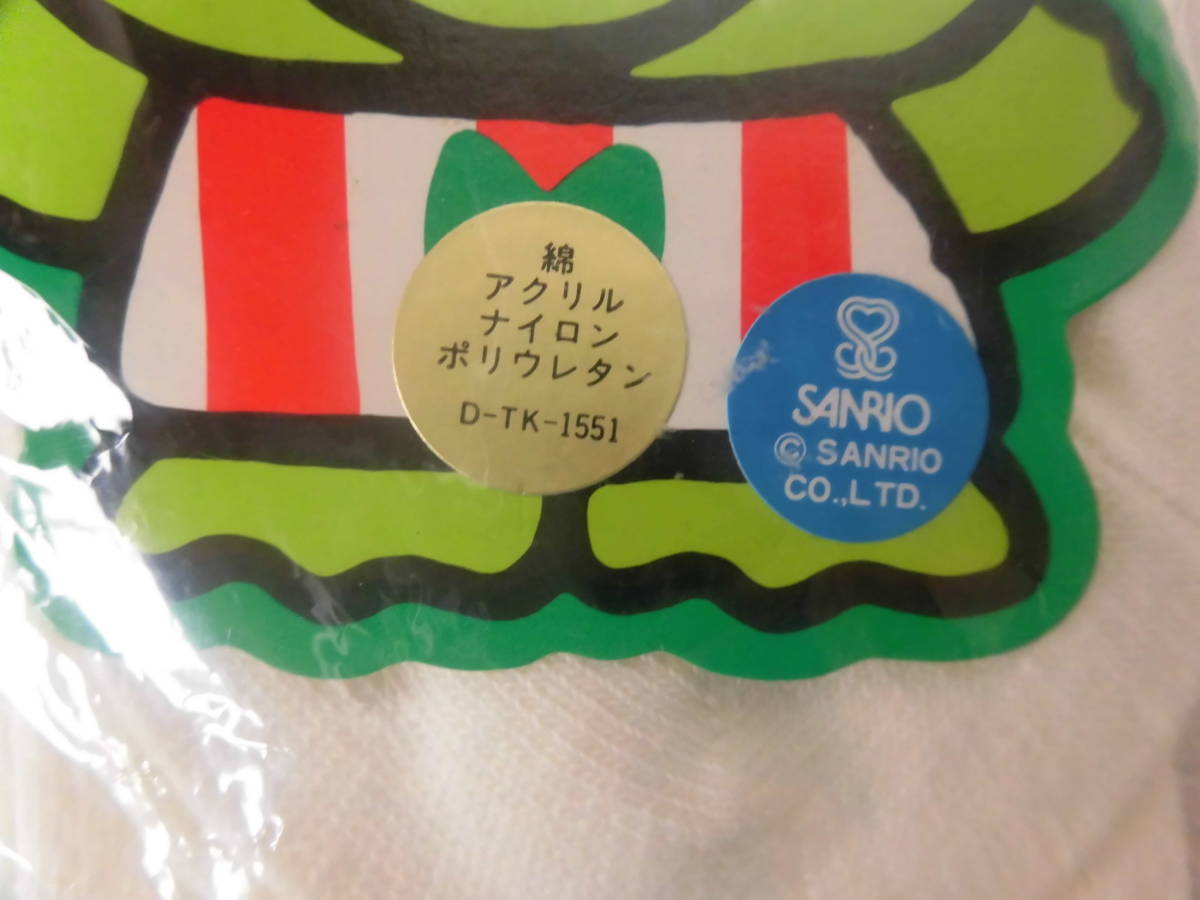 綿
アクリル
ナイロン
ポリウレタン
D-TK-1551
SANRIO
© SANRIO
CO.,LTD.